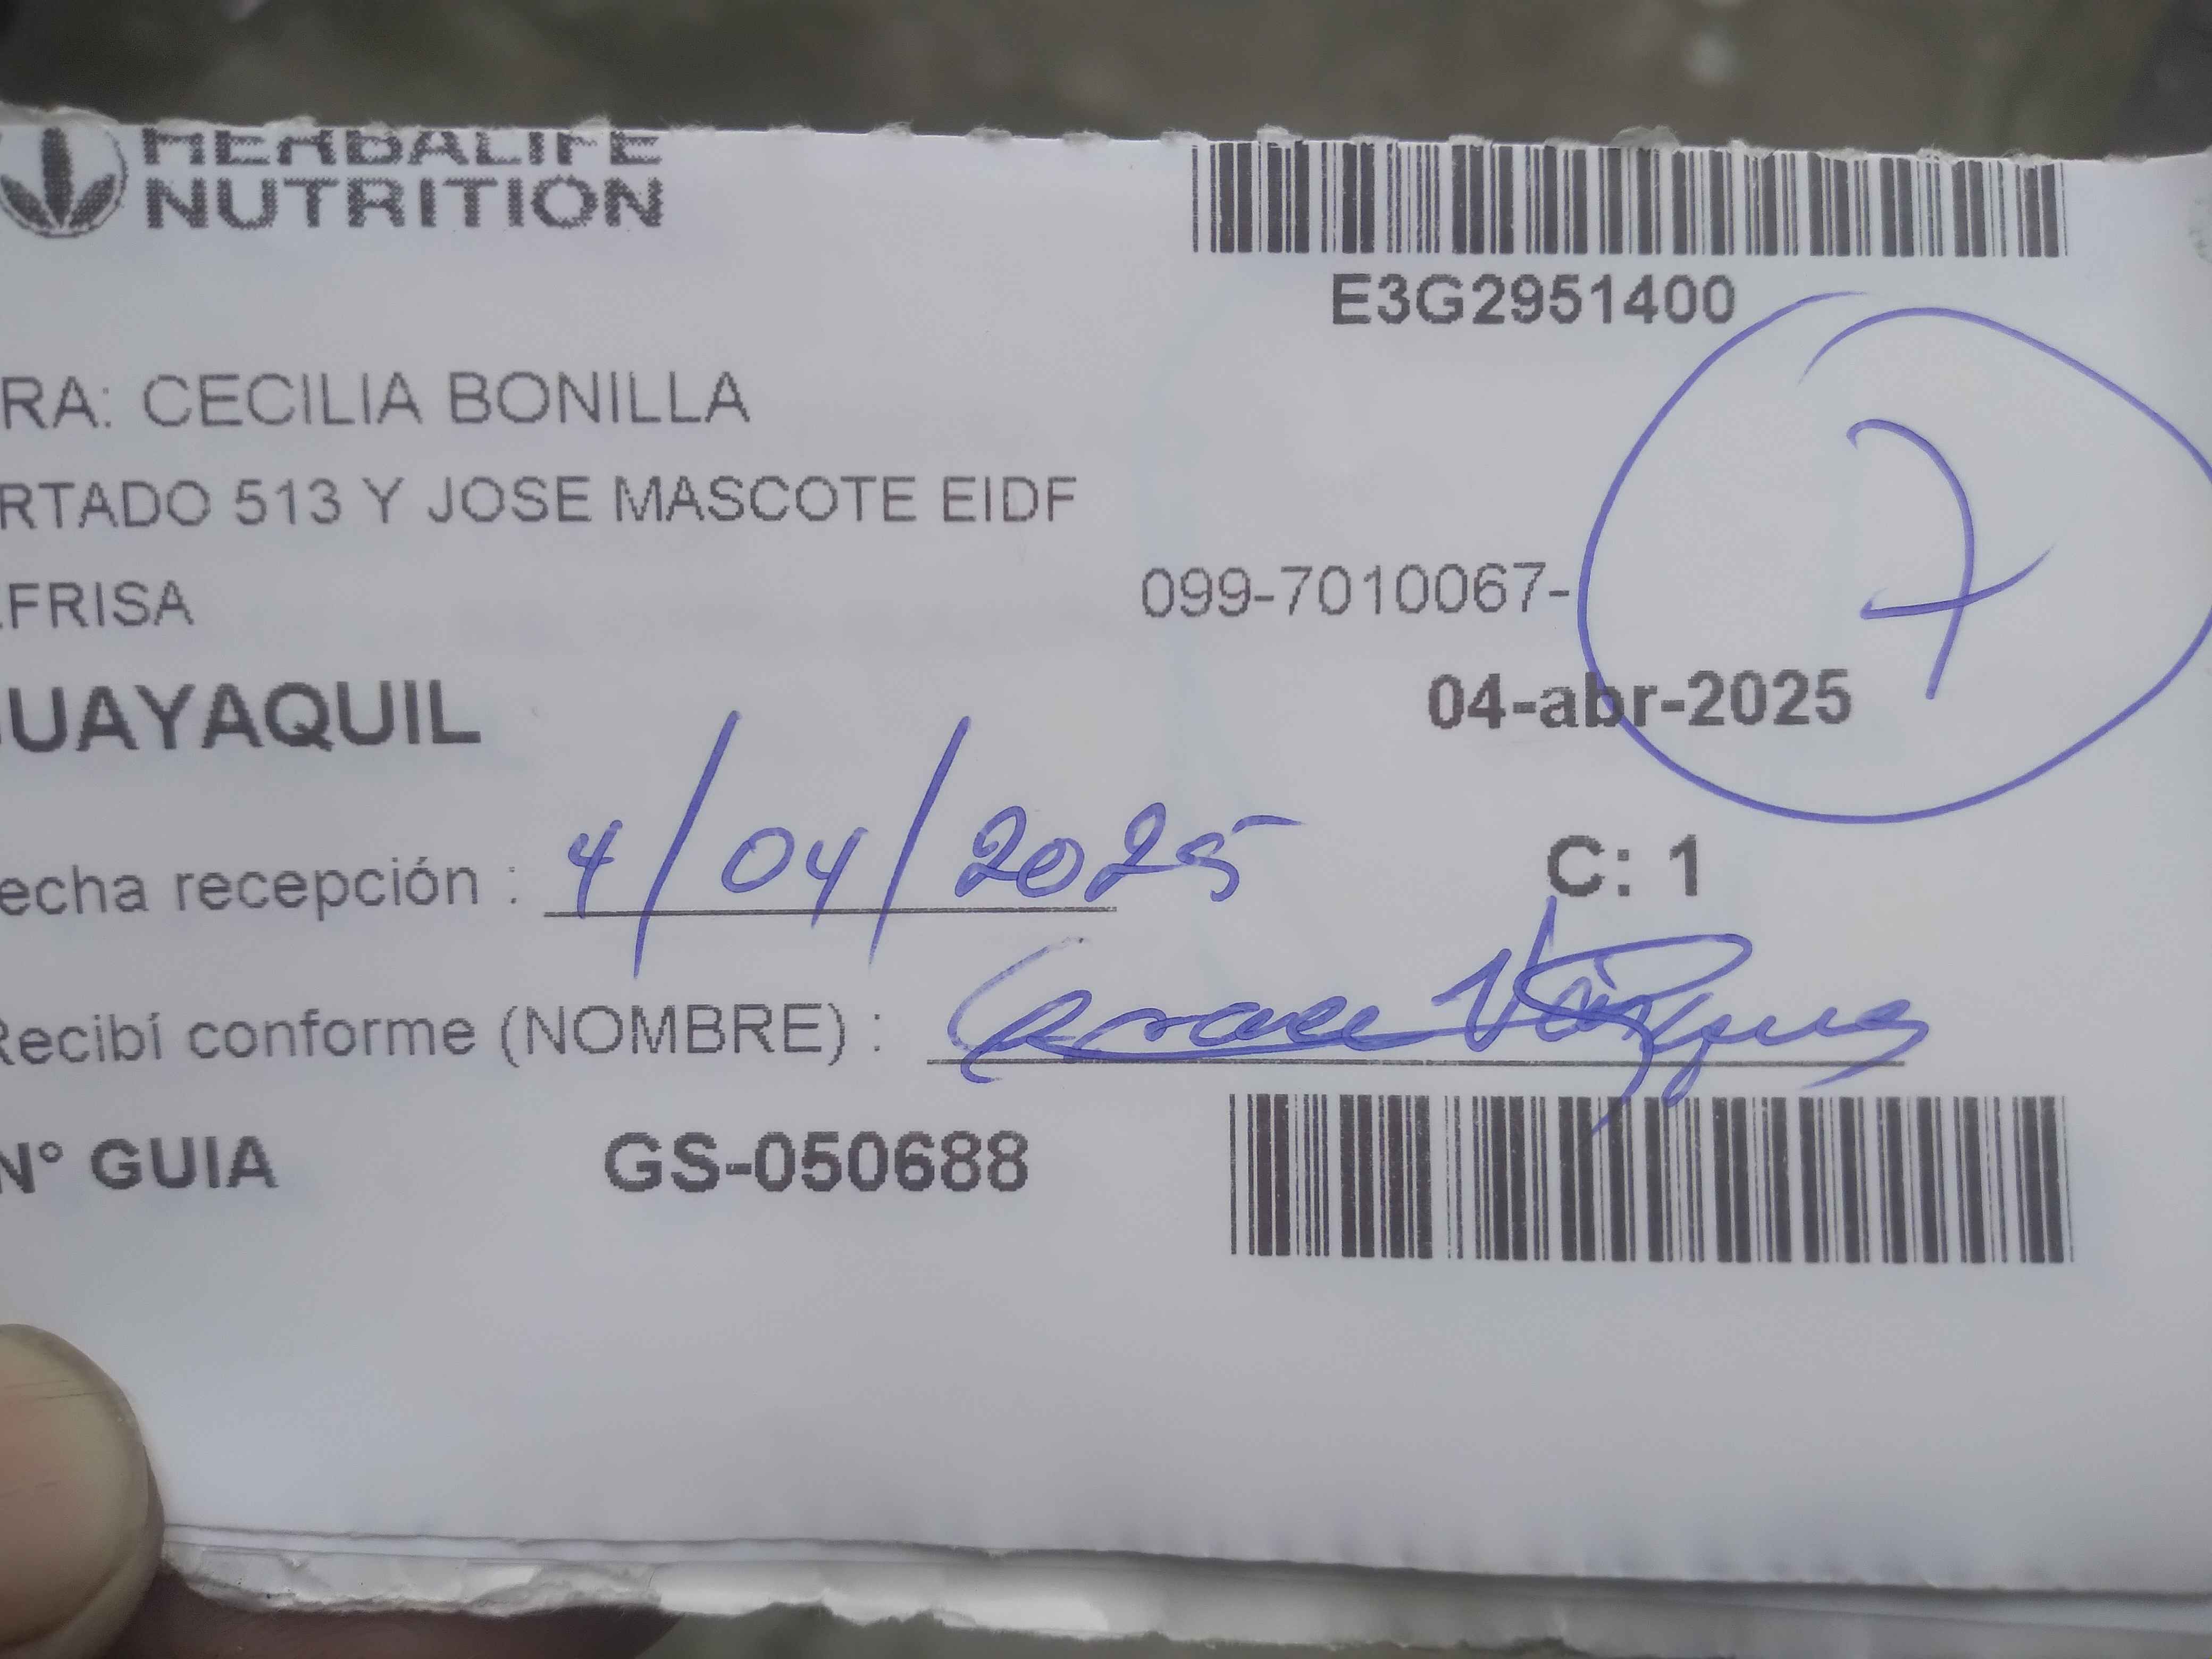 HERBALIFE
NUTRITION
E3G2951400
RA: CECILIA BONILLA
7
RTADO 513 Y JOSE MASCOTE EIDF
FRISA
099-7010067-
UAYAQUIL
04-abr-2025
echa recepción : 4/04/2025
C: 1
Recibí conforme (NOMBRE) :
N° GUIA GS-050688